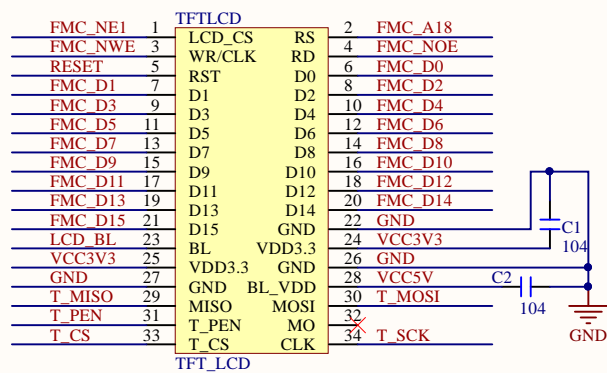 TFTLCD
FMC_NE1 1 LCD_CS RS 2 FMC_A18
FMC_NWE 3 WR/CLK RD 4 FMC_NOE
RESET 5 RST D0 6 FMC_D0
FMC_D1 7 D1 D2 8 FMC_D2
FMC_D3 9 D3 D4 10 FMC_D4
FMC_D5 11 D5 D6 12 FMC_D6
FMC_D7 13 D7 D8 14 FMC_D8
FMC_D9 15 D9 D10 16 FMC_D10
FMC_D11 17 D11 D12 18 FMC_D12
FMC_D13 19 D13 D14 20 FMC_D14
FMC_D15 21 D15 GND 22 GND C1
LCD_BL 23 BL VDD3.3 24 VCC3V3 104
VCC3V3 25 VDD3.3 GND 26 GND
GND 27 GND BL_VDD 28 VCC5V C2
T_MISO 29 MISO MOSI 30 T_MOSI 104
T_PEN 31 T_PEN MO 32
T_CS 33 T_CS CLK 34 T_SCK GND
TFT_LCD